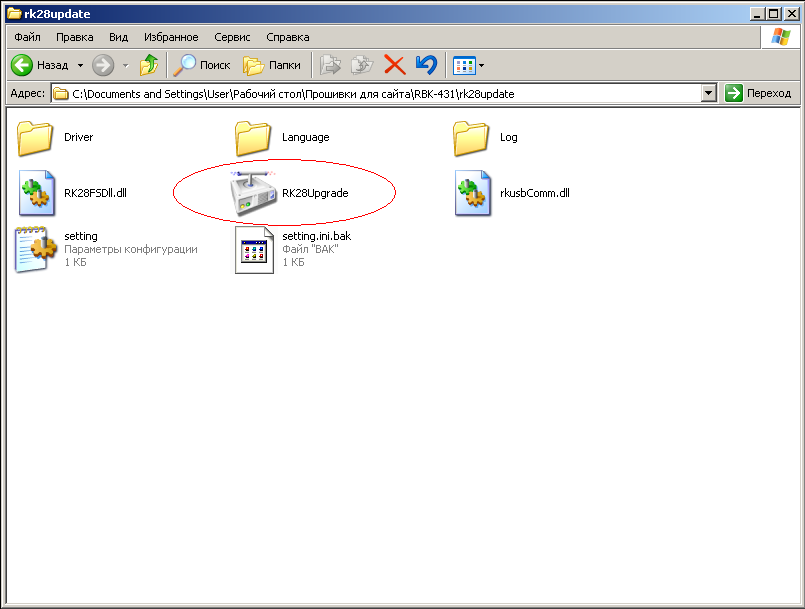 rk28update
Файл Правка Вид Избранное Сервис Справка
Назад Поиск Папки
Адрес: C:\Documents and Settings\User\Рабочий стол\Прошивки для сайта\RBK-431\rk28update Переход
Driver Language Log
RK28FSDll.dll RK28Upgrade rkusbComm.dll
setting
Параметры конфигурации
1 КБ
setting.ini.bak
Файл "BAK"
1 КБ